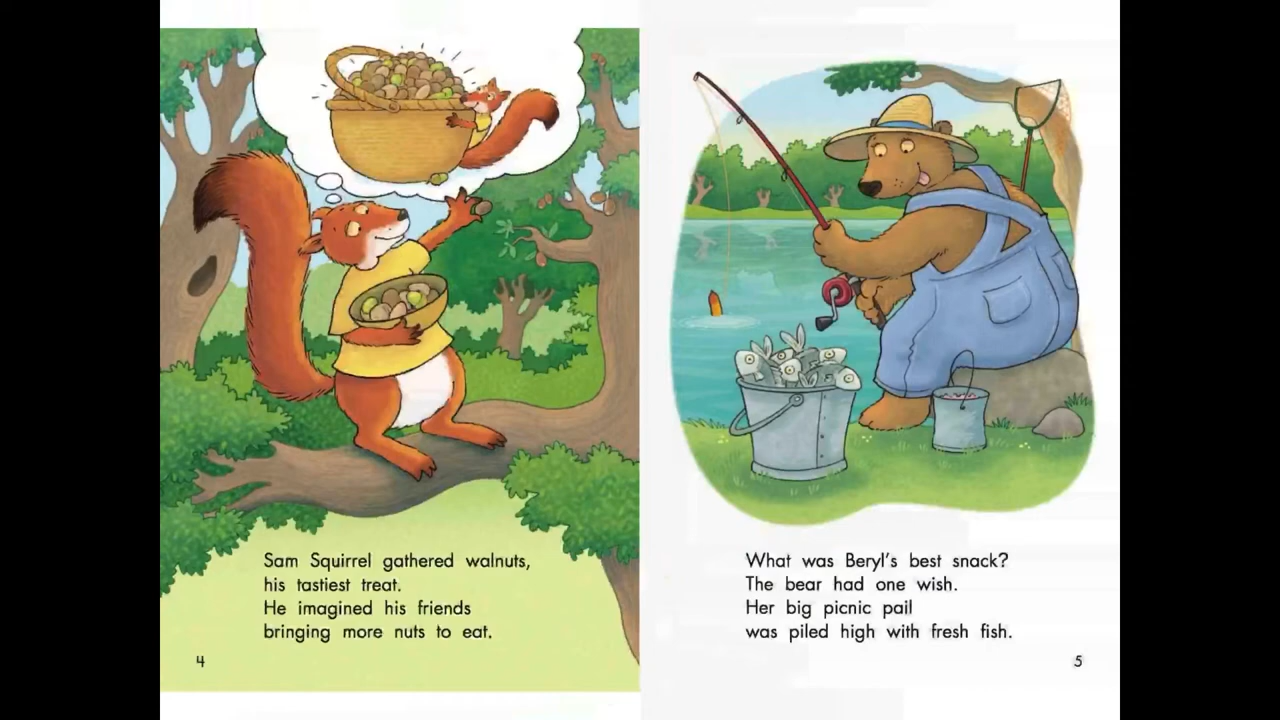 Sam Squirrel gathered walnuts,
his tastiest treat.
He imagined his friends
bringing more nuts to eat.
4
What was Beryl's best snack?
The bear had one wish.
Her big picnic pail
was piled high with fresh fish.
5